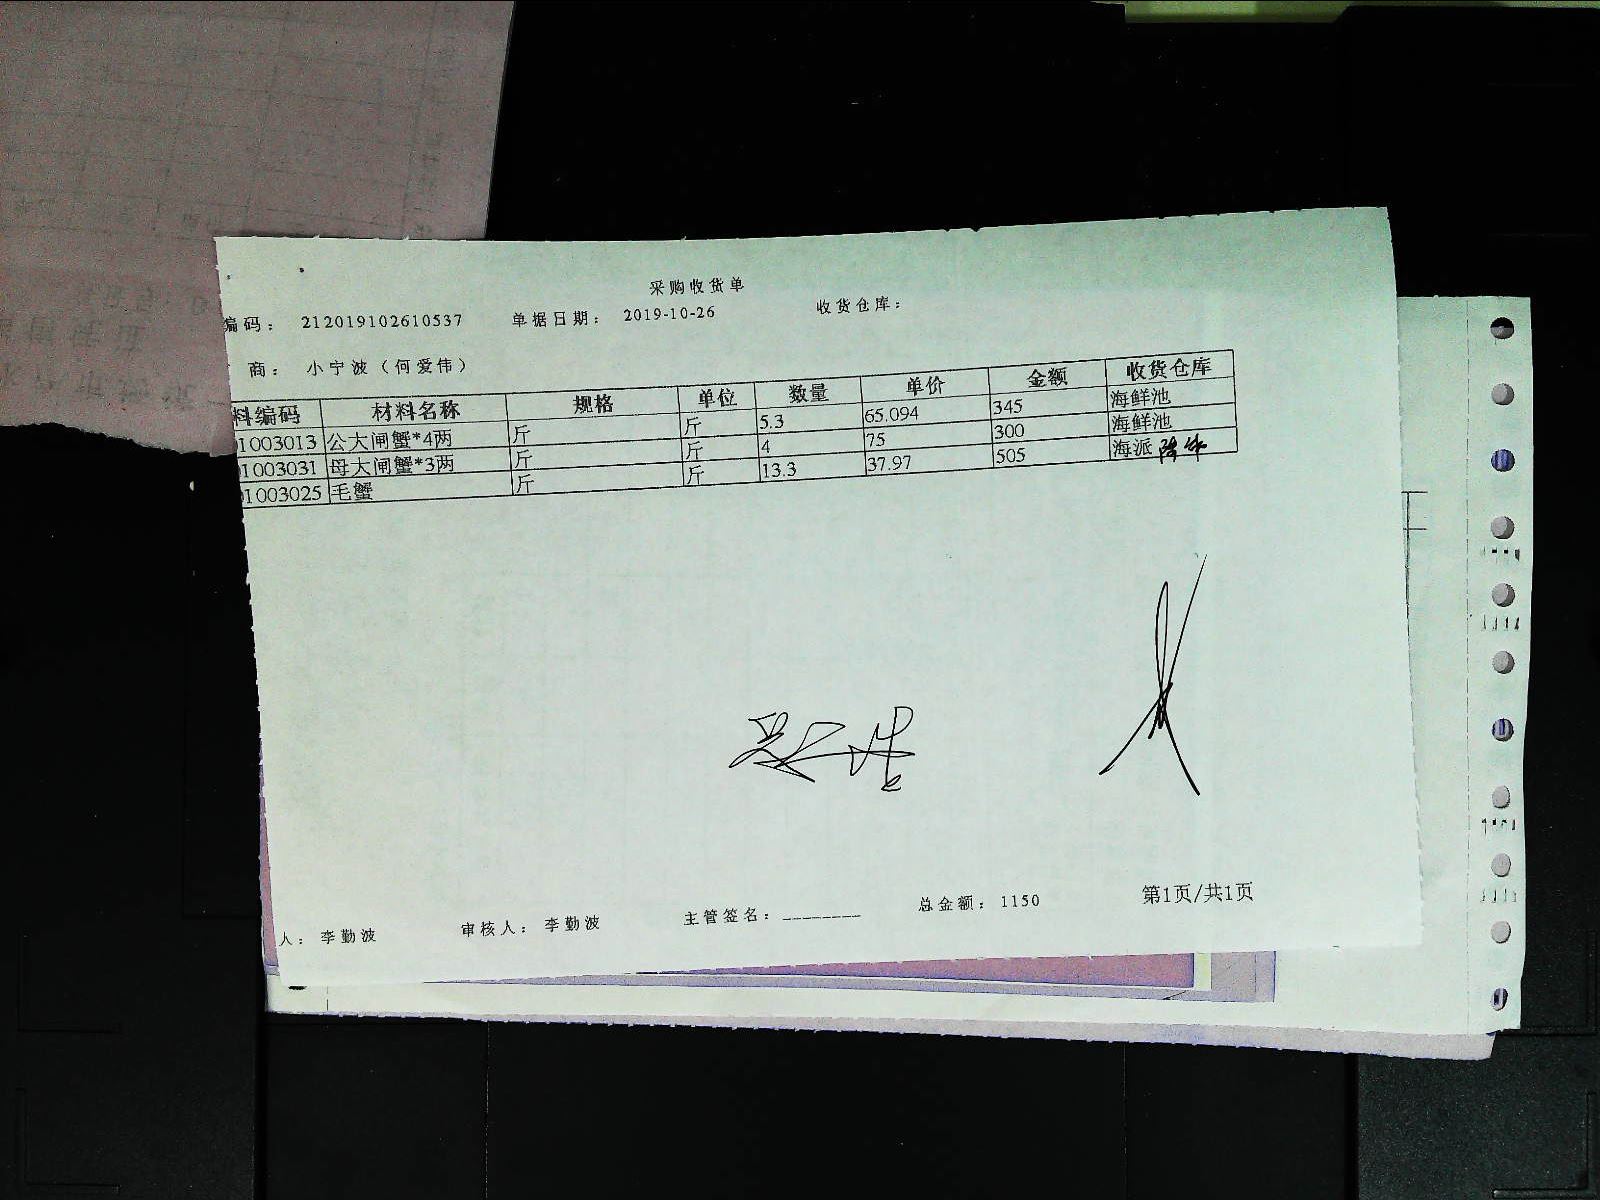 采购收货单
编码： 212019102610537 单据日期： 2019-10-26 收货仓库：
商： 小宁波（何爱伟）
料编码 材料名称 规格 单位 数量 单价 金额 收货仓库
1003013 公大闸蟹*4两 斤 斤 5.3 65.094 345 海鲜池
1003031 母大闸蟹*3两 斤 斤 4 75 300 海鲜池
01003025 毛蟹 斤 斤 13.3 37.97 505 海派
人： 李勤波 审核人： 李勤波 主管签名：________ 总金额： 1150 第1页/共1页